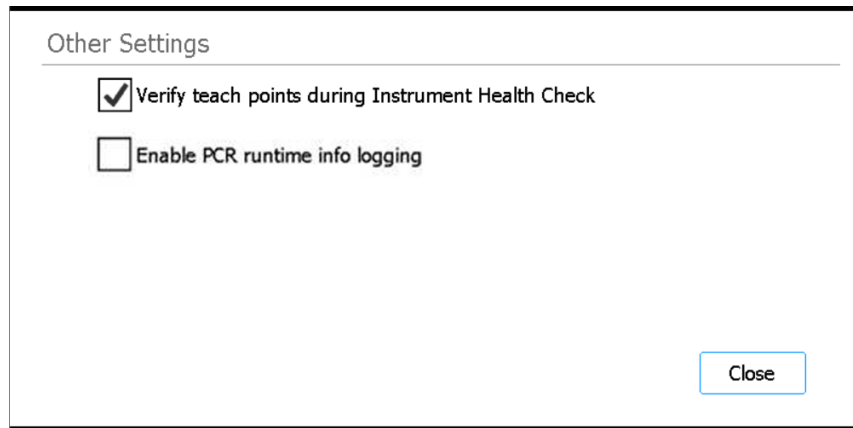 Other Settings
Verify teach points during Instrument Health Check
Enable PCR runtime info logging
Close